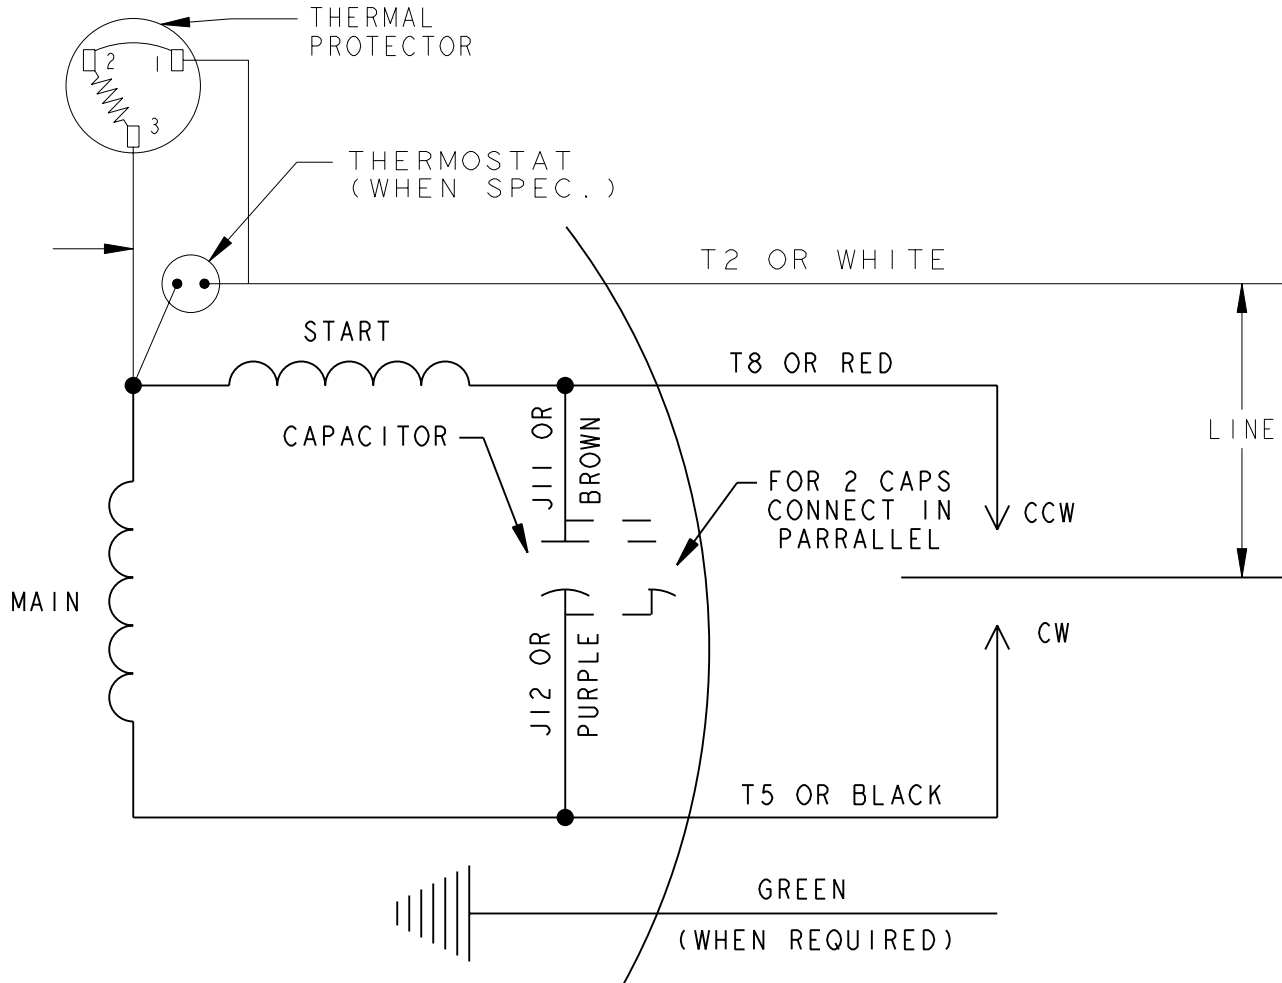 THERMAL
PROTECTOR
2
1
3
THERMOSTAT
(WHEN SPEC.)
T2 OR WHITE
START
T8 OR RED
LINE
CAPACITOR
J11 OR
BROWN
FOR 2 CAPS
CONNECT IN
PARRALLEL
CCW
MAIN
CW
J12 OR
PURPLE
T5 OR BLACK
GREEN
(WHEN REQUIRED)